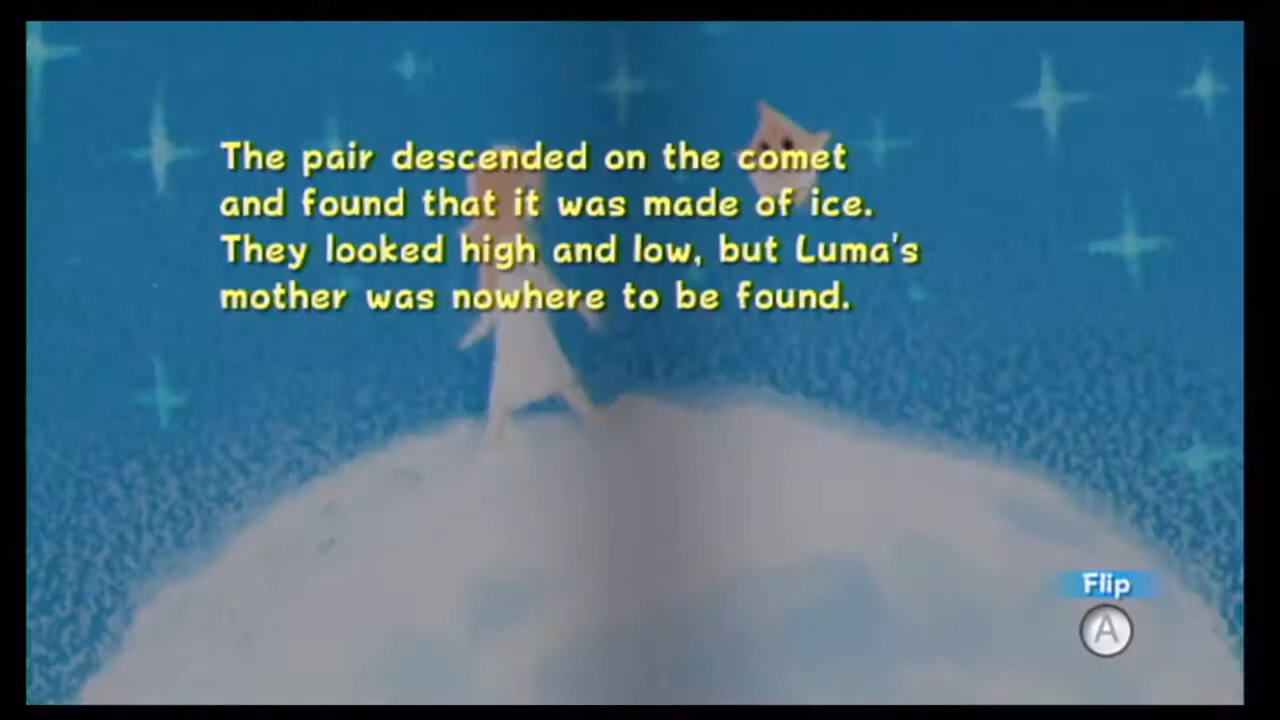 The pair descended on the comet
and found that it was made of ice.
They looked high and low, but Luma's
mother was nowhere to be found.
Flip
A